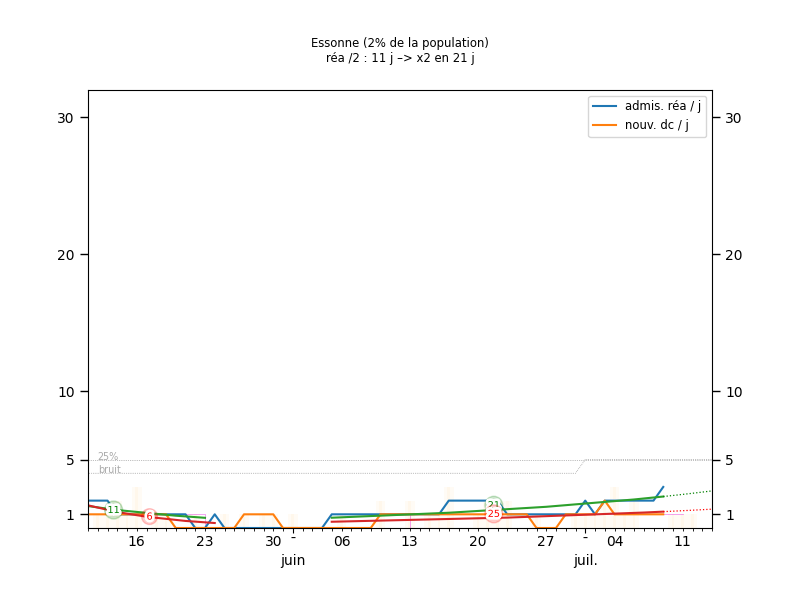 Essonne (2% de la population)
réa /2 : 11 j –> x2 en 21 j
admis. réa / j
nouv. dc / j
30 30
20 20
10 10
5 5
1 1
25%
bruit
11
6
21
25
16 23 30 - 06 13 20 27 - 04 11
juin juil.